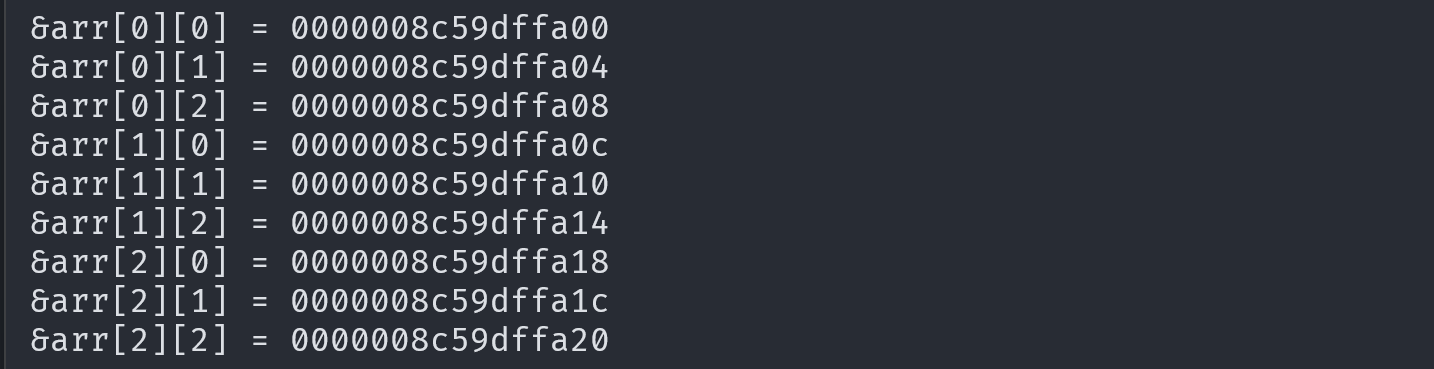 &arr[0][0] = 0000008c59dffa00
&arr[0][1] = 0000008c59dffa04
&arr[0][2] = 0000008c59dffa08
&arr[1][0] = 0000008c59dffa0c
&arr[1][1] = 0000008c59dffa10
&arr[1][2] = 0000008c59dffa14
&arr[2][0] = 0000008c59dffa18
&arr[2][1] = 0000008c59dffa1c
&arr[2][2] = 0000008c59dffa20